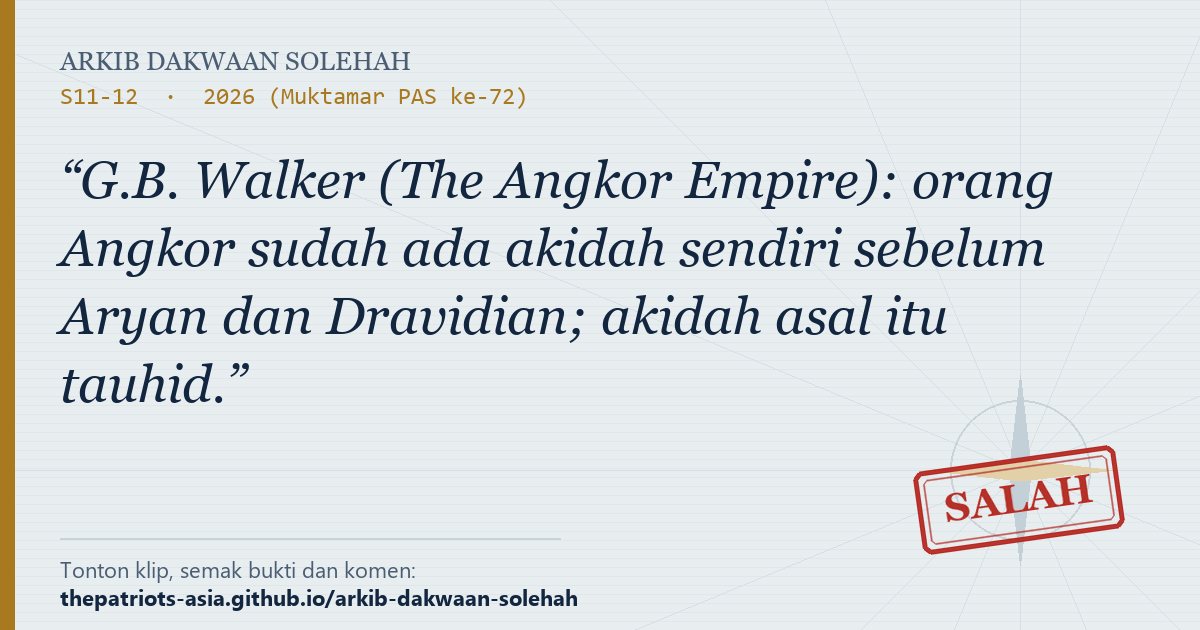 ARKIB DAKWAAN SOLEHAH
S11-12 · 2026 (Muktamar PAS ke-72)
“G.B. Walker (The Angkor Empire): orang
Angkor sudah ada akidah sendiri sebelum
Aryan dan Dravidian; akidah asal itu
tauhid.”
SALAH
Tonton klip, semak bukti dan komen:
thepatriots-asia.github.io/arkib-dakwaan-solehah